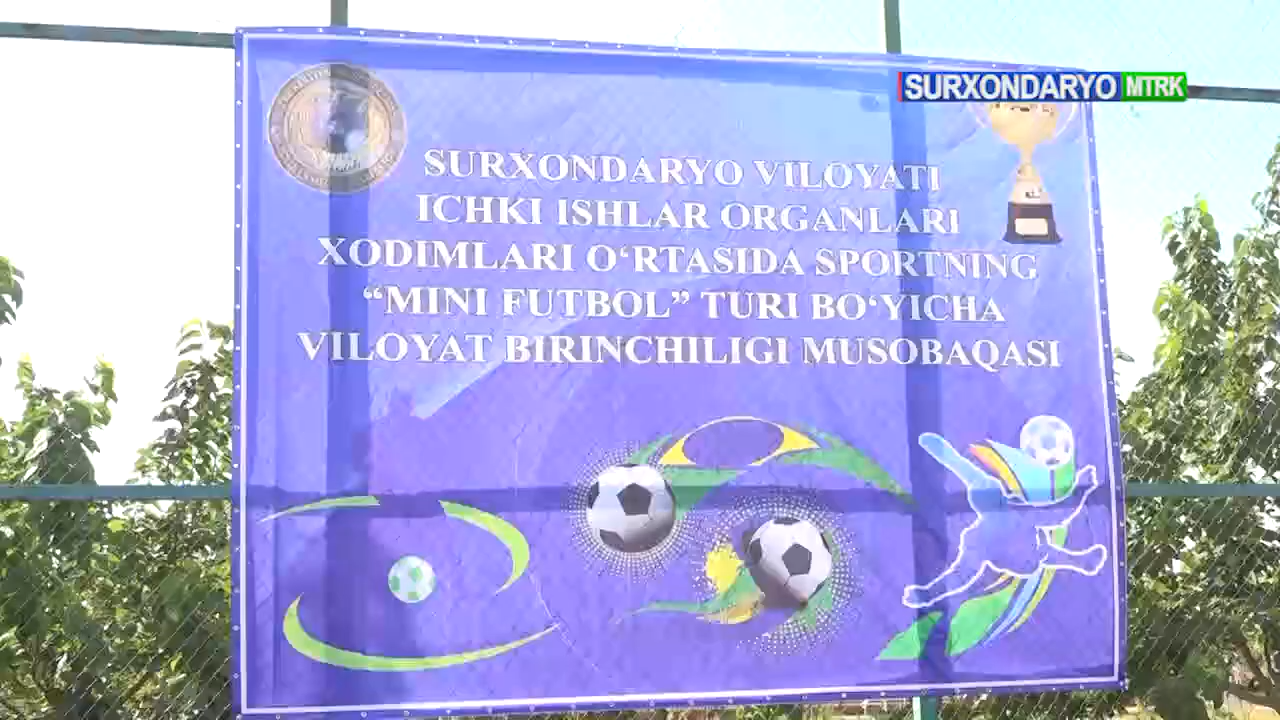 SURXONDARYO MTRK
SURXONDARYO VILOYATI
ICHKI ISHLAR ORGANLARI
XODIMLARI O‘RTASIDA SPORTNING
“MINI FUTBOL” TURI BO‘YICHA
VILOYAT BIRINCHILIGI MUSOBAQASI